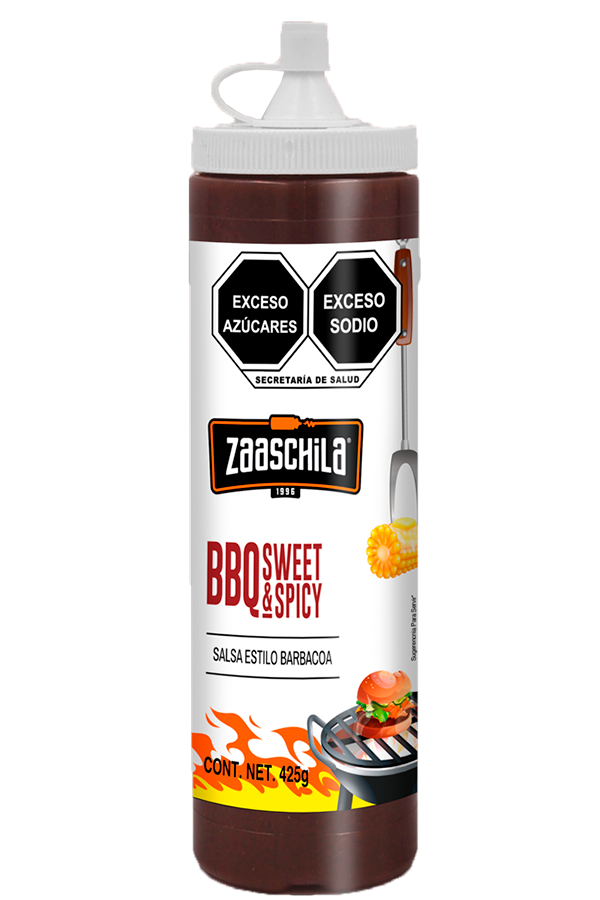 EXCESO
AZÚCARES
EXCESO
SODIO
SECRETARÍA DE SALUD
ZAASCHILA®
1996
BBQ SWEET
& SPICY
SALSA ESTILO BARBACOA
Sugerencia Para Servir*
CONT. NET. 425g